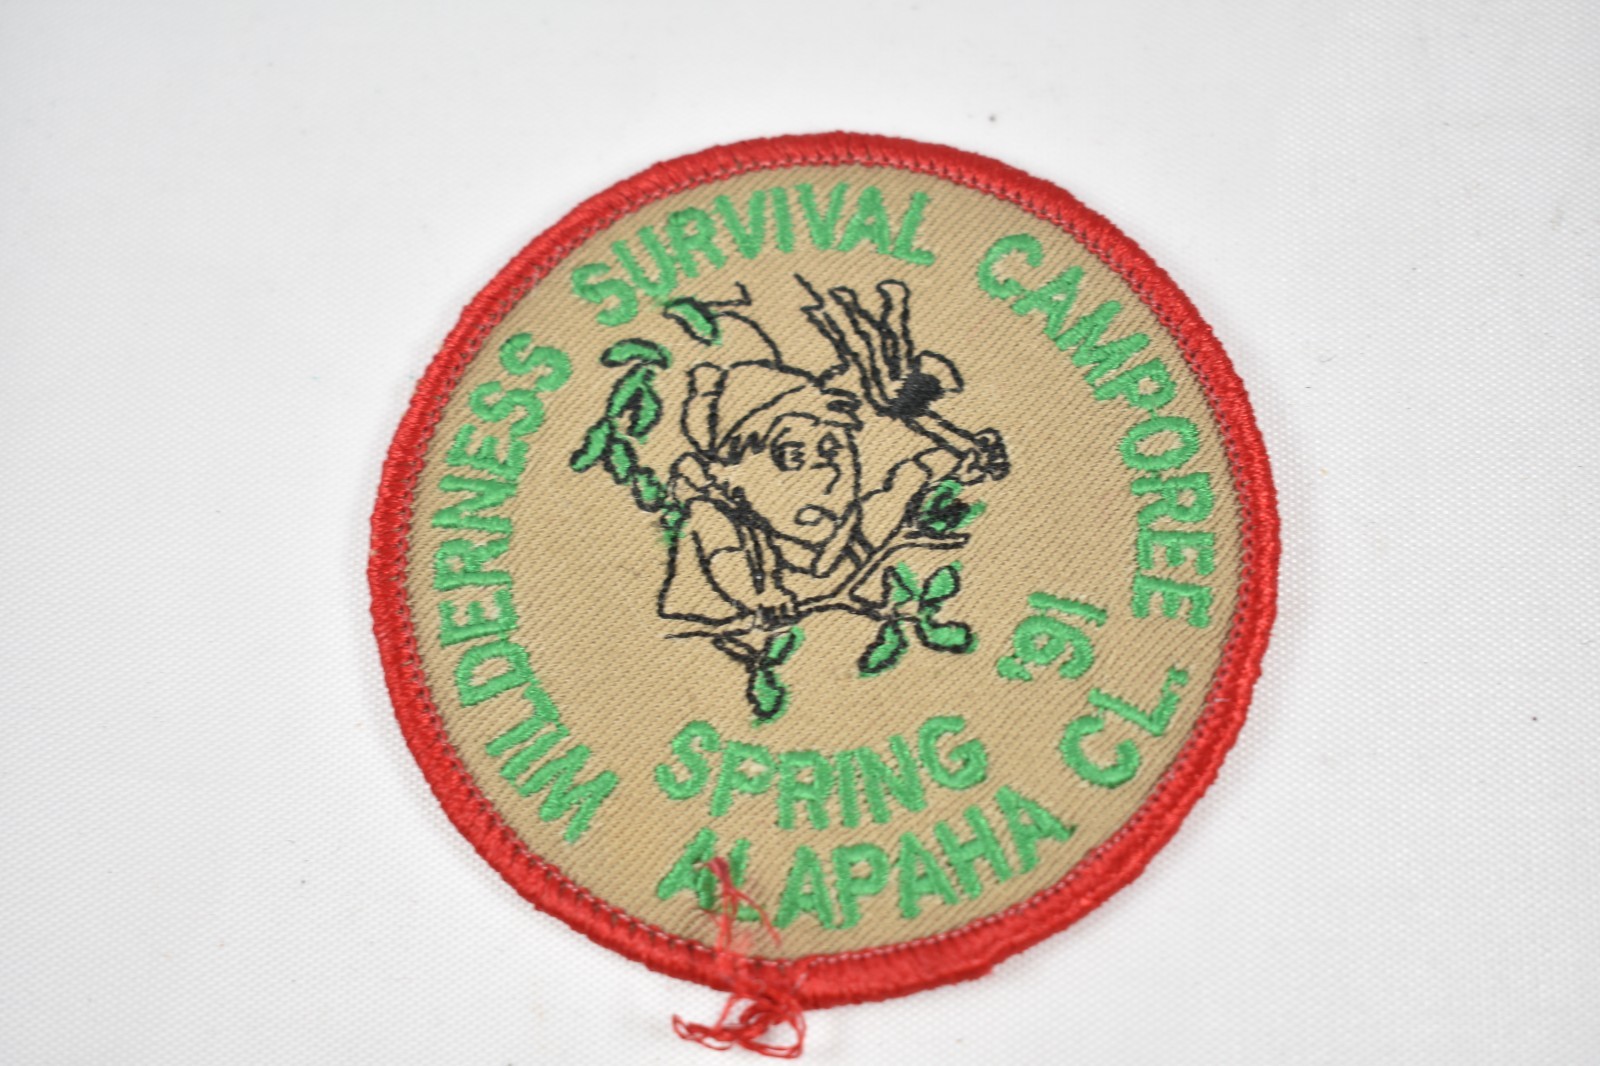 WILDERNESS SURVIVAL CAMPOREE
SPRING '91
ALAPAHA CL.